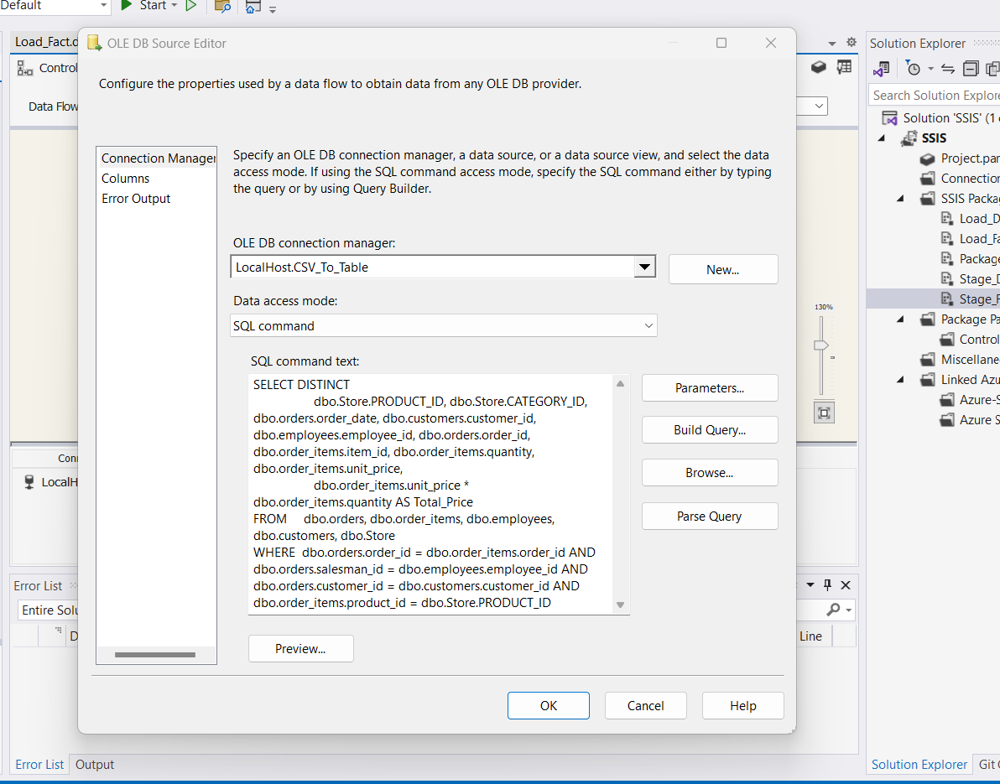 Default
Start
Load_Fact.d
OLE DB Source Editor
Solution Explorer
Control
Configure the properties used by a data flow to obtain data from any OLE DB provider.
Search Solution Explore
Data Flow
Solution 'SSIS' (1
SSIS
Connection Manager
Columns
Error Output
Specify an OLE DB connection manager, a data source, or a data source view, and select the data
access mode. If using the SQL command access mode, specify the SQL command either by typing
the query or by using Query Builder.
Project.par
Connection
SSIS Packag
Load_D
Load_Fa
Package
Stage_D
Stage_F
Package Pa
Control
Miscellane
Linked Azu
Azure-S
Azure S
OLE DB connection manager:
LocalHost.CSV_To_Table
New...
Data access mode:
SQL command
130%
SQL command text:
SELECT DISTINCT
dbo.Store.PRODUCT_ID, dbo.Store.CATEGORY_ID,
dbo.orders.order_date, dbo.customers.customer_id,
dbo.employees.employee_id, dbo.orders.order_id,
dbo.order_items.item_id, dbo.order_items.quantity,
dbo.order_items.unit_price,
dbo.order_items.unit_price *
dbo.order_items.quantity AS Total_Price
FROM dbo.orders, dbo.order_items, dbo.employees,
dbo.customers, dbo.Store
WHERE dbo.orders.order_id = dbo.order_items.order_id AND
dbo.orders.salesman_id = dbo.employees.employee_id AND
dbo.orders.customer_id = dbo.customers.customer_id AND
dbo.order_items.product_id = dbo.Store.PRODUCT_ID
Parameters...
Build Query...
Browse...
Parse Query
Conn
LocalH
Error List
Entire Solu
D
Line
Preview...
OK
Cancel
Help
Error List
Output
Solution Explorer
Git